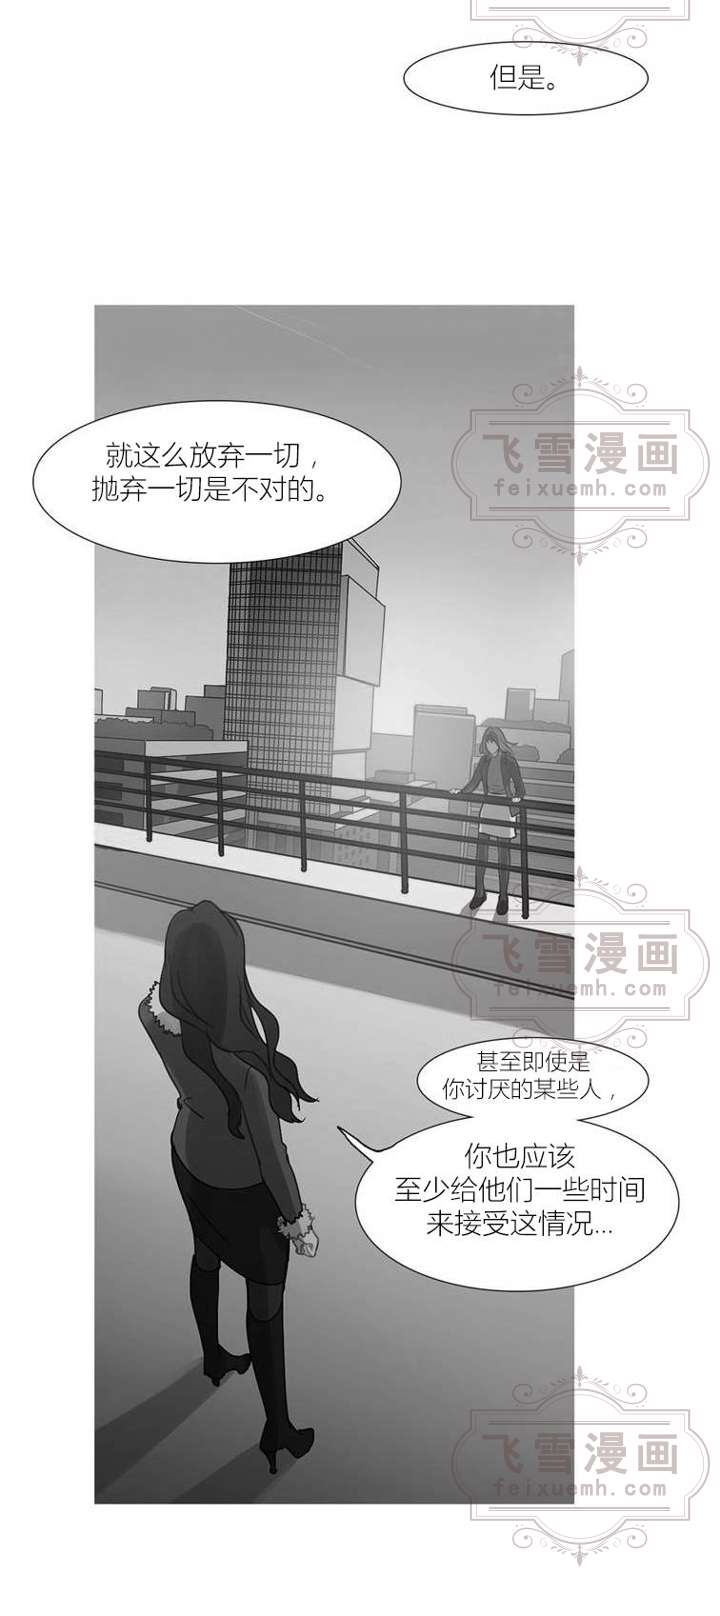 但是。
就这么放弃一切，
抛弃一切是不对的。
飞雪漫画
feixuemh.com
飞雪漫画
feixuemh.com
甚至即使是
你讨厌的某些人，
你也应该
至少给他们一些时间
来接受这情况...
飞雪漫画
feixuemh.com